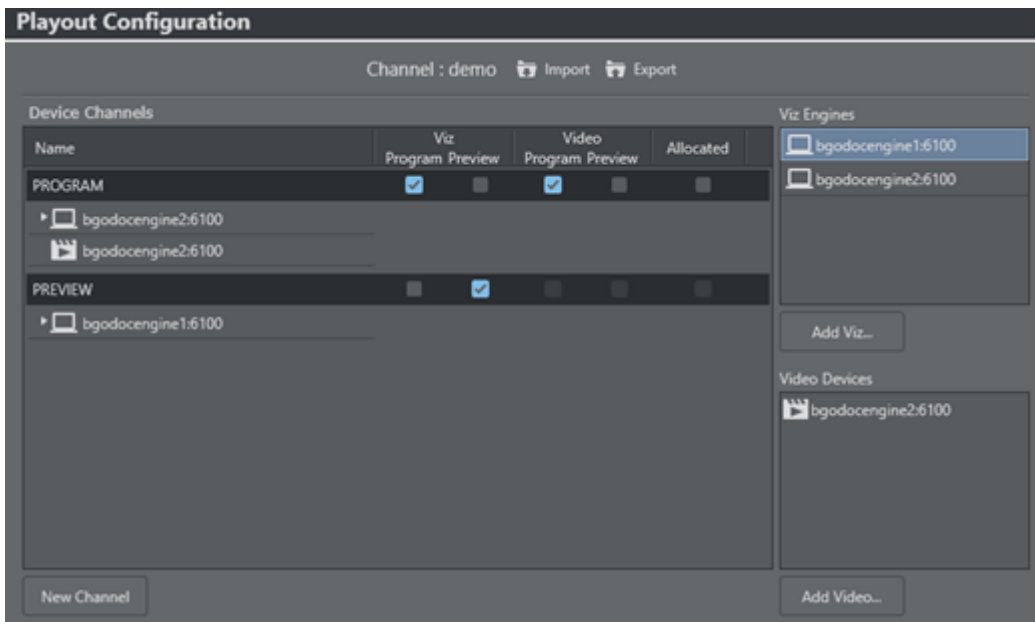 Playout Configuration
Channel : demo Import Export
Device Channels
Name Viz Program Preview Video Program Preview Allocated
PROGRAM
bgodocengine2:6100
bgodocengine2:6100
PREVIEW
bgodocengine1:6100
New Channel
Viz Engines
bgodocengine1:6100
bgodocengine2:6100
Add Viz...
Video Devices
bgodocengine2:6100
Add Video...